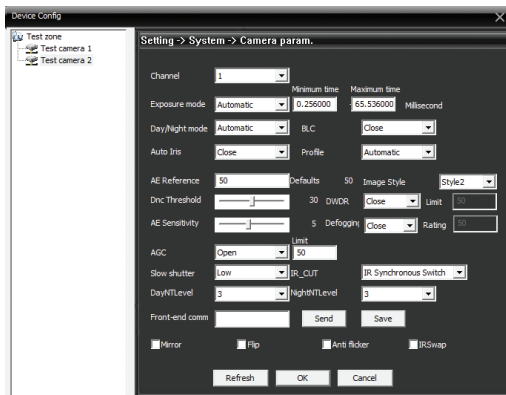 Device Config
Test zone
Test camera 1
Test camera 2
Setting -> System -> Camera param.
Channel 1
Minimum time Maximum time
Exposure mode Automatic 0.256000 65.536000 Millisecond
Day/Night mode Automatic BLC Close
Auto Iris Close Profile Automatic
AE Reference 50 Defaults 50 Image Style Style2
Dnc Threshold 30 DWDR Close Limit 50
AE Sensitivity 5 Defogging Close Rating 50
Limit
AGC Open 50
Slow shutter Low IR_CUT IR Synchronous Switch
DayNTLevel 3 NightNTLevel 3
Front-end comm Send Save
Mirror Flip Anti flicker IRSwap
Refresh OK Cancel